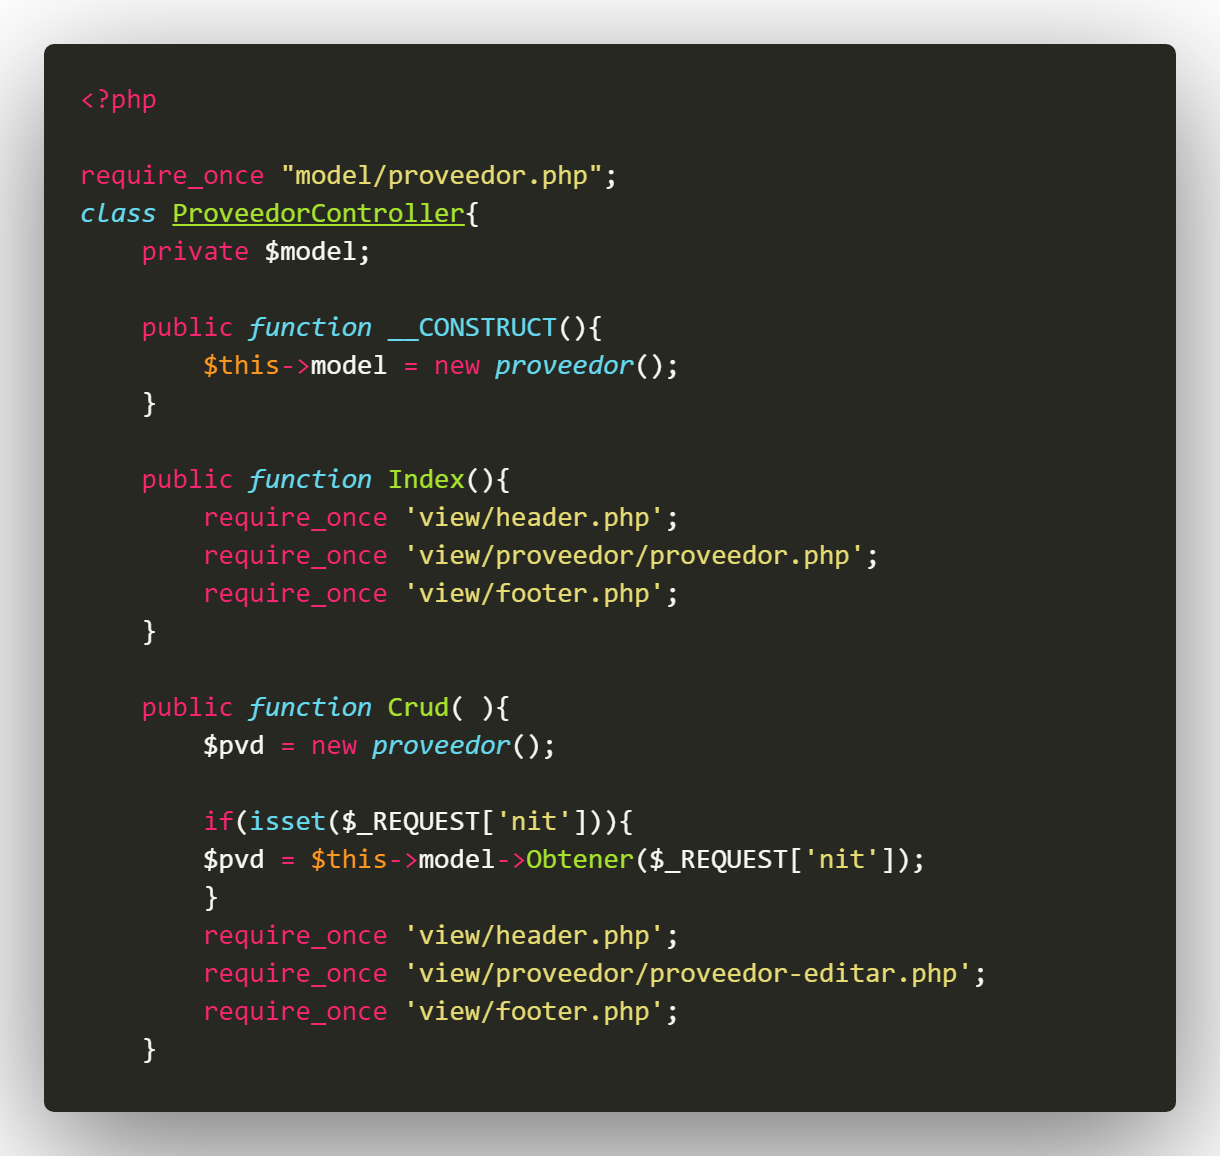 <?php
require_once "model/proveedor.php";
class ProveedorController{
    private $model;
    public function __CONSTRUCT(){
        $this->model = new proveedor();
    }
    public function Index(){
        require_once 'view/header.php';
        require_once 'view/proveedor/proveedor.php';
        require_once 'view/footer.php';
    }
    public function Crud( ){
        $pvd = new proveedor();
        if(isset($_REQUEST['nit'])){
        $pvd = $this->model->Obtener($_REQUEST['nit']);
        }
        require_once 'view/header.php';
        require_once 'view/proveedor/proveedor-editar.php';
        require_once 'view/footer.php';
    }